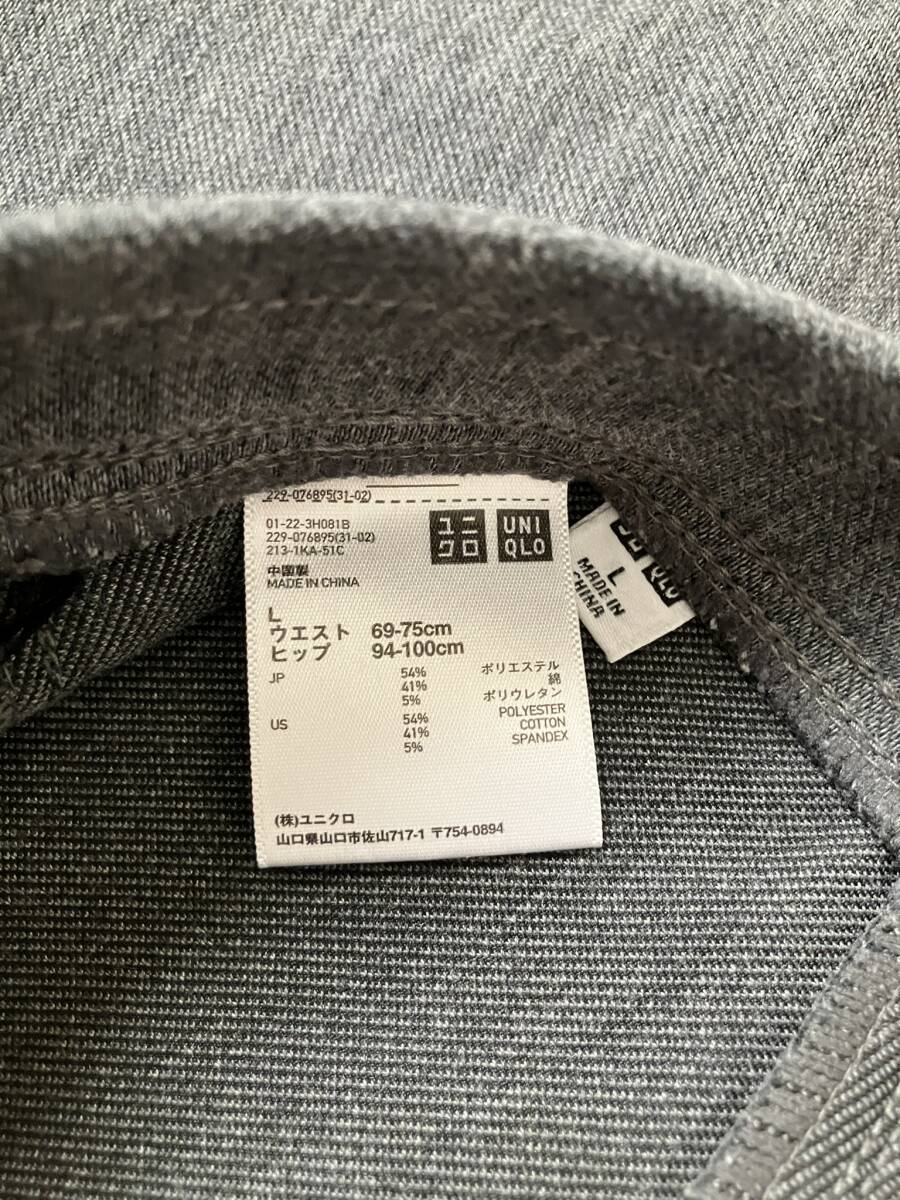 229-076895(31-02)
01-22-3H081B
229-076895(31-02)
213-1KA-51C
ユニ
クロ
UNI
QLO
中国製
MADE IN CHINA
L
ウエスト 69-75cm
ヒップ 94-100cm
JP 54% ポリエステル
41% 綿
5% ポリウレタン
US 54% POLYESTER
41% COTTON
5% SPANDEX
(株)ユニクロ
山口県山口市佐山717-1 〒754-0894
QLO
L
MADE IN
CHINA